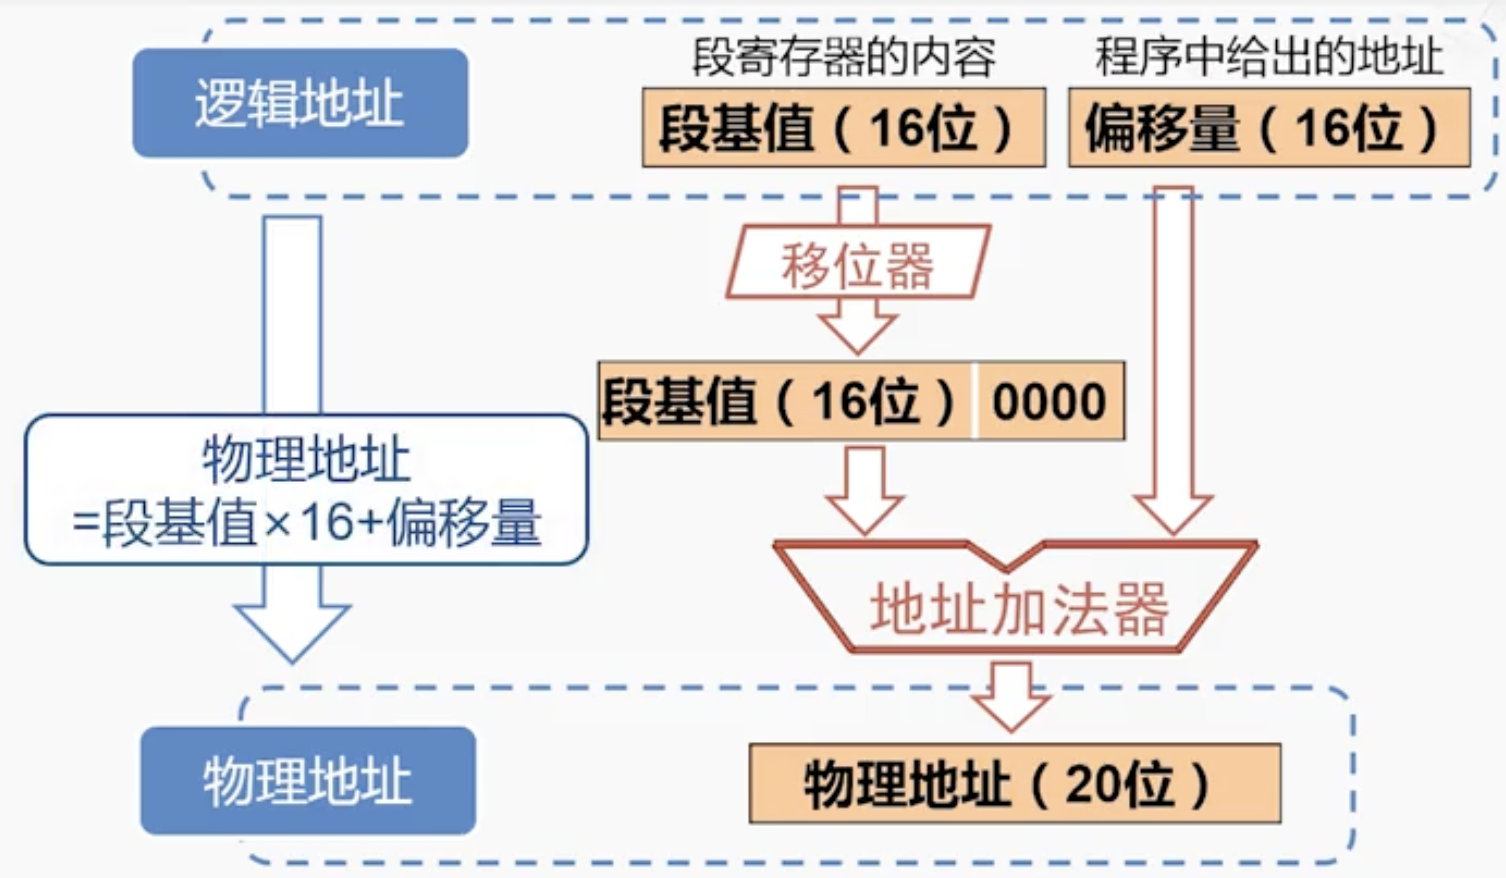 逻辑地址
段寄存器的内容
程序中给出的地址
段基值（16位）
偏移量（16位）
移位器
段基值（16位） 0000
物理地址
=段基值×16+偏移量
地址加法器
物理地址
物理地址（20位）